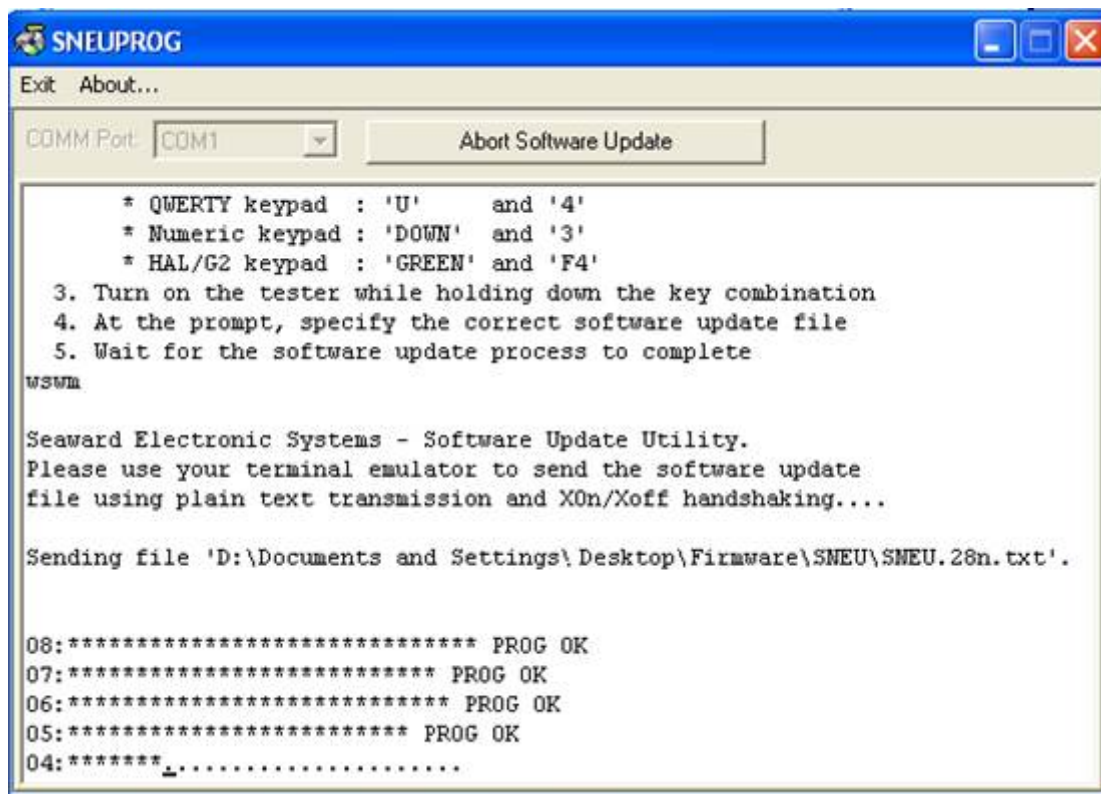 SNEUPROG
Exit About...
COMM Port: COM1 Abort Software Update
* QWERTY keypad : 'U' and '4'
* Numeric keypad : 'DOWN' and '3'
* HAL/G2 keypad : 'GREEN' and 'F4'
3. Turn on the tester while holding down the key combination
4. At the prompt, specify the correct software update file
5. Wait for the software update process to complete
wswm
Seaward Electronic Systems - Software Update Utility.
Please use your terminal emulator to send the software update
file using plain text transmission and XOn/Xoff handshaking....
Sending file 'D:\Documents and Settings\ Desktop\Firmware\SNEU\SNEU.28n.txt'.
08:****************************** PROG OK
07:*************************** PROG OK
06:**************************** PROG OK
05:************************* PROG OK
04:*******.ׂ.....................